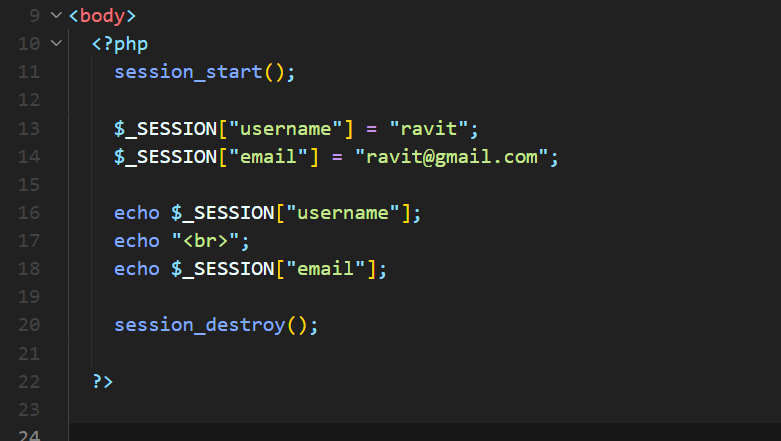 9 <body>
10 <?php
11 session_start();
12
13 $_SESSION["username"] = "ravit";
14 $_SESSION["email"] = "ravit@gmail.com";
15
16 echo $_SESSION["username"];
17 echo "<br>";
18 echo $_SESSION["email"];
19
20 session_destroy();
21
22 ?>
23
24